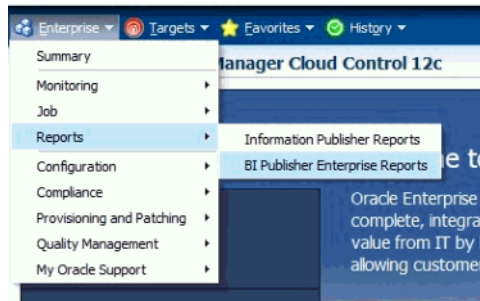 Enterprise Targets Favorites History
Summary
Manager Cloud Control 12c
Monitoring
Job
Reports
Information Publisher Reports
BI Publisher Enterprise Reports
Configuration
Compliance
Oracle Enterprise
Provisioning and Patching
complete, integra
Quality Management
value from IT by
My Oracle Support
allowing custome